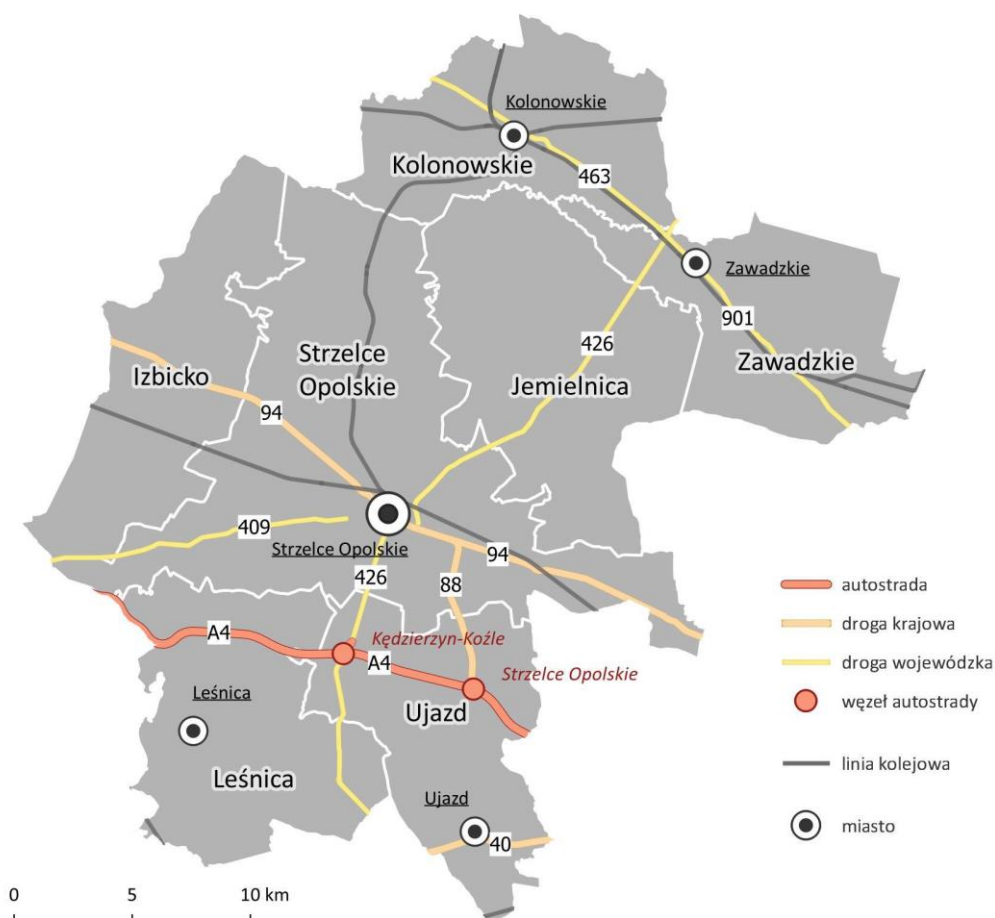 Kolonowskie
Kolonowskie
463
Zawadzkie
901
426
Strzelce
Opolskie
Izbicko
Jemielnica
Zawadzkie
94
409
Strzelce Opolskie
94
426
88
autostrada
A4
Kędzierzyn-Koźle
droga krajowa
A4
Strzelce Opolskie
droga wojewódzka
Leśnica
Ujazd
węzeł autostrady
Leśnica
linia kolejowa
Ujazd
40
miasto
0 5 10 km